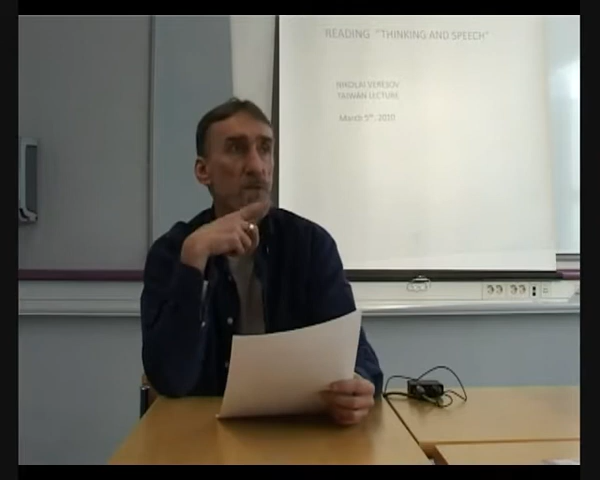 READING "THINKING AND SPEECH"
NIKOLAI VERESOV
TAIWAN LECTURE
March 5th, 2010